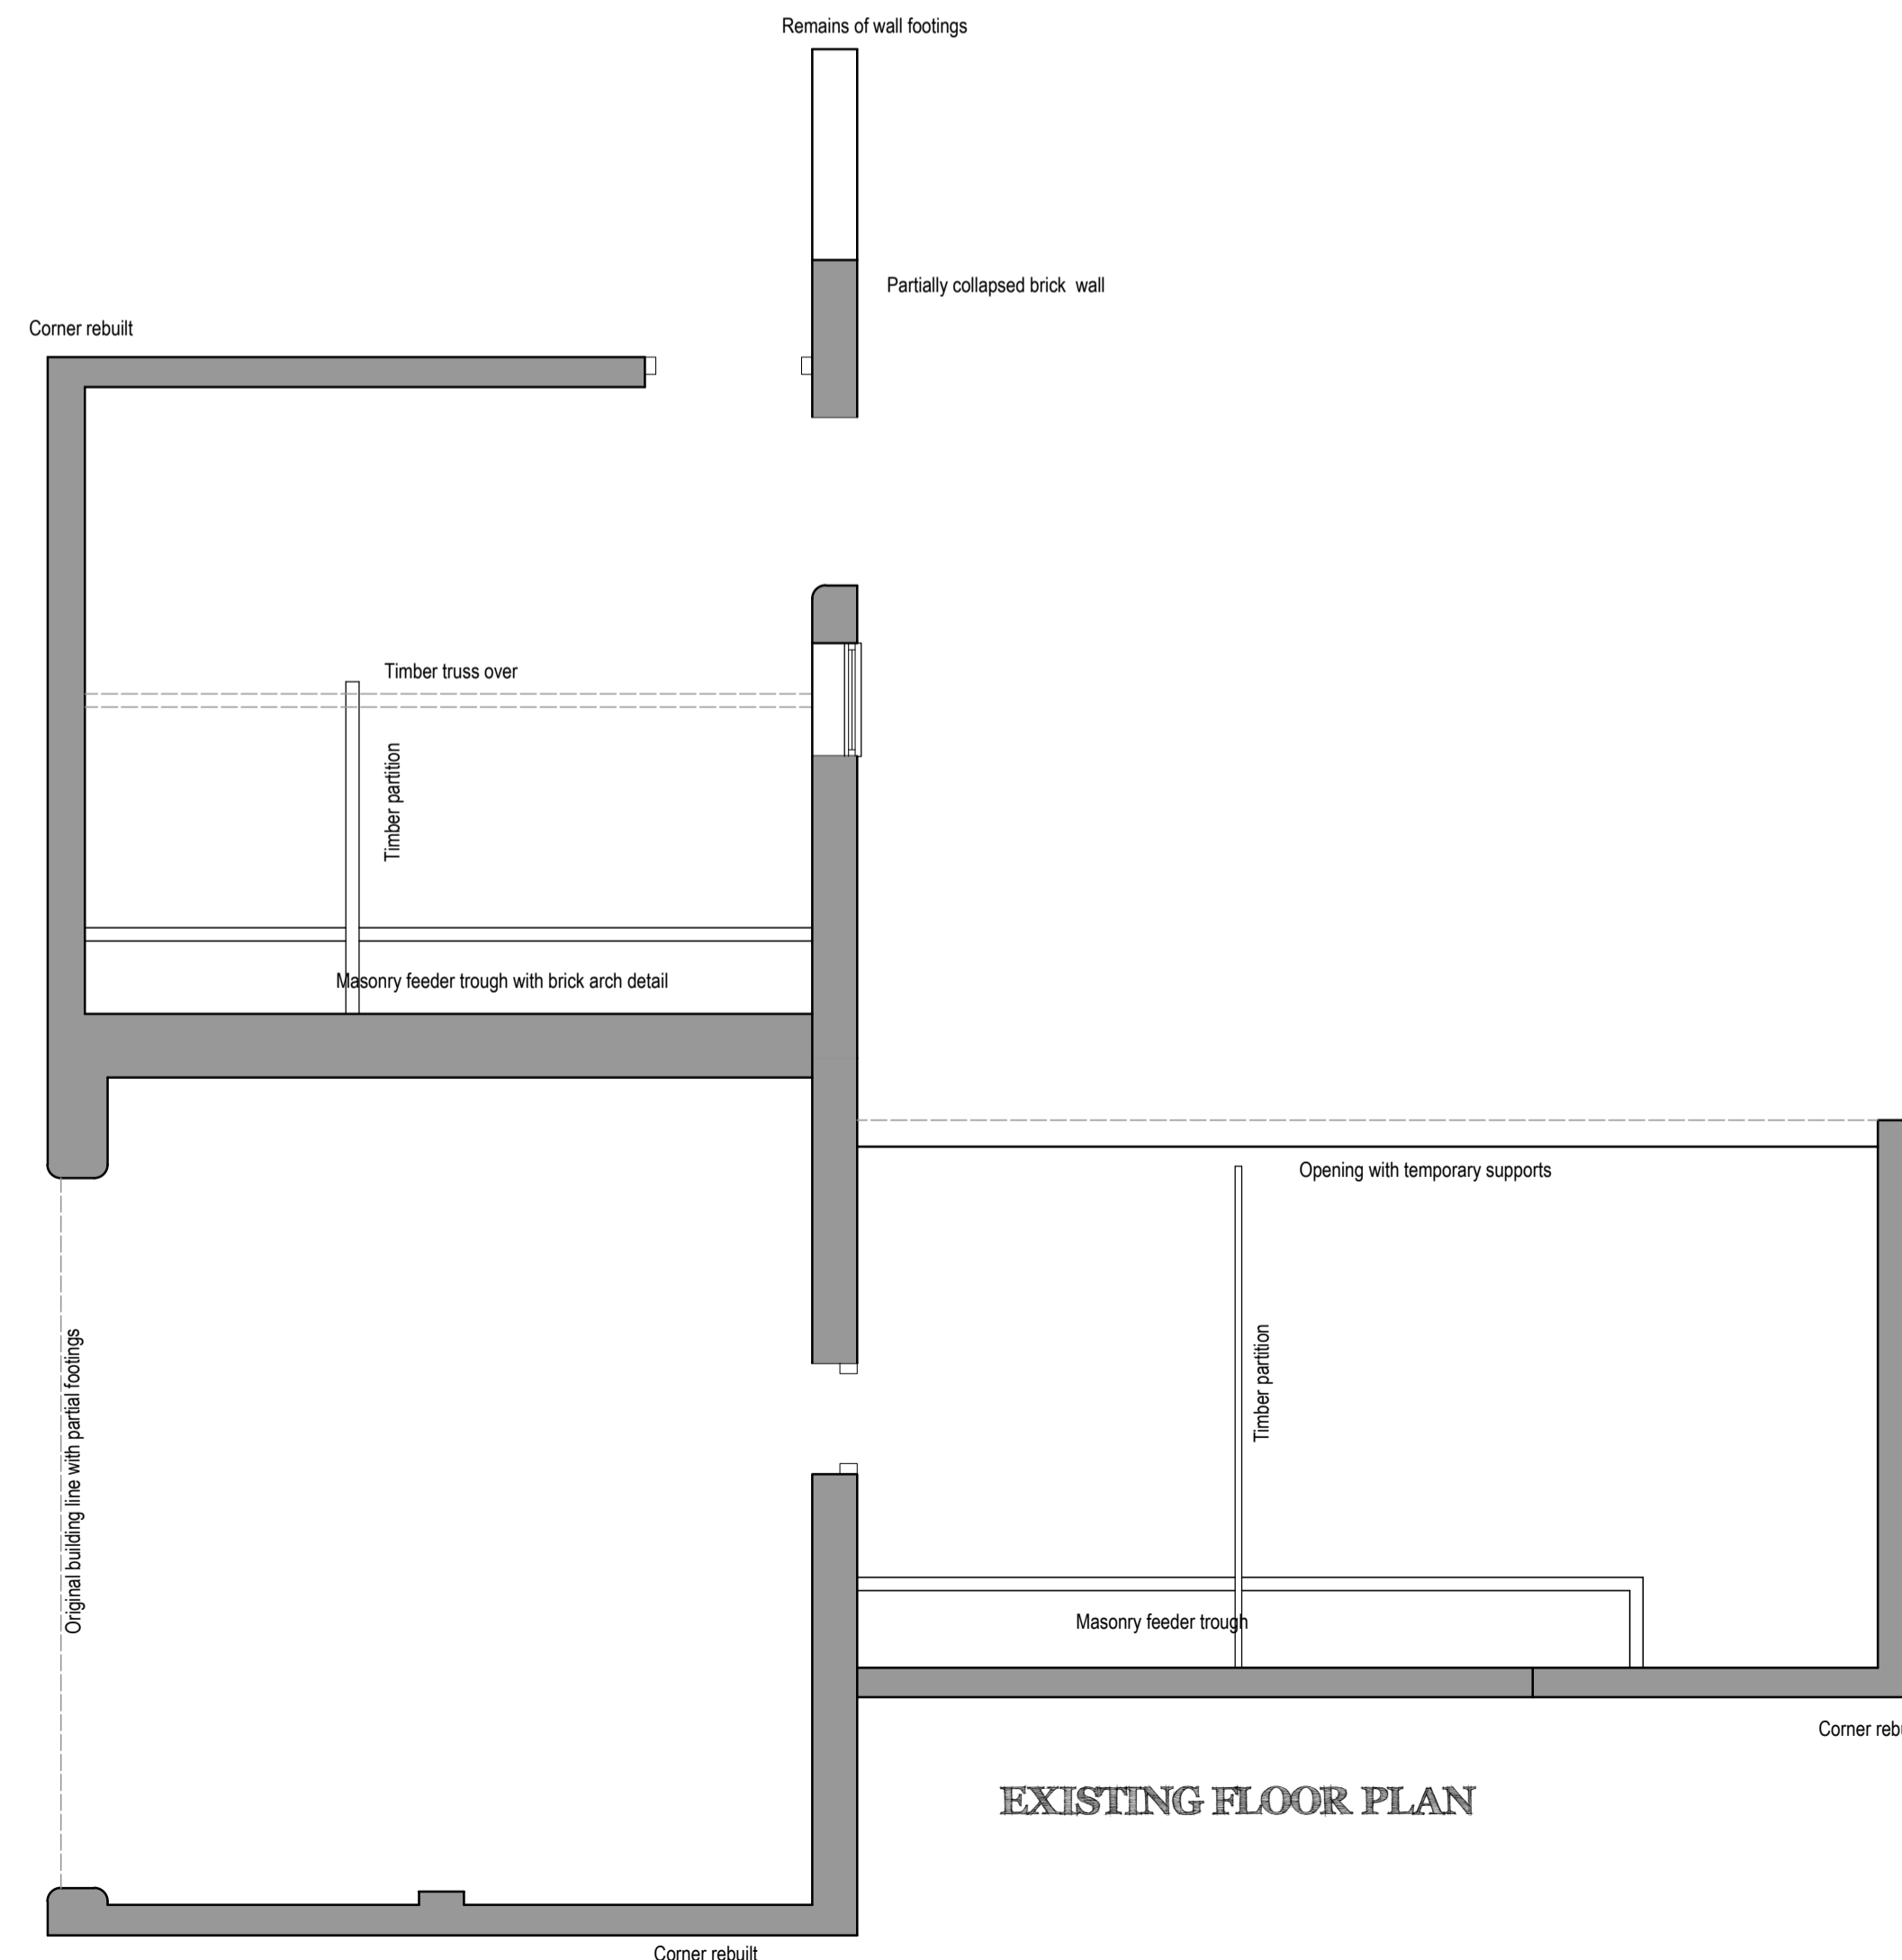 Remains of wall footings
Partially collapsed brick wall
Corner rebuilt
Timber truss over
Timber partition
Masonry feeder trough with brick arch detail
Opening with temporary supports
Original building line with partial footings
Timber partition
Masonry feeder trough
Corner
EXISTING FLOOR PLAN
Corner rebuilt